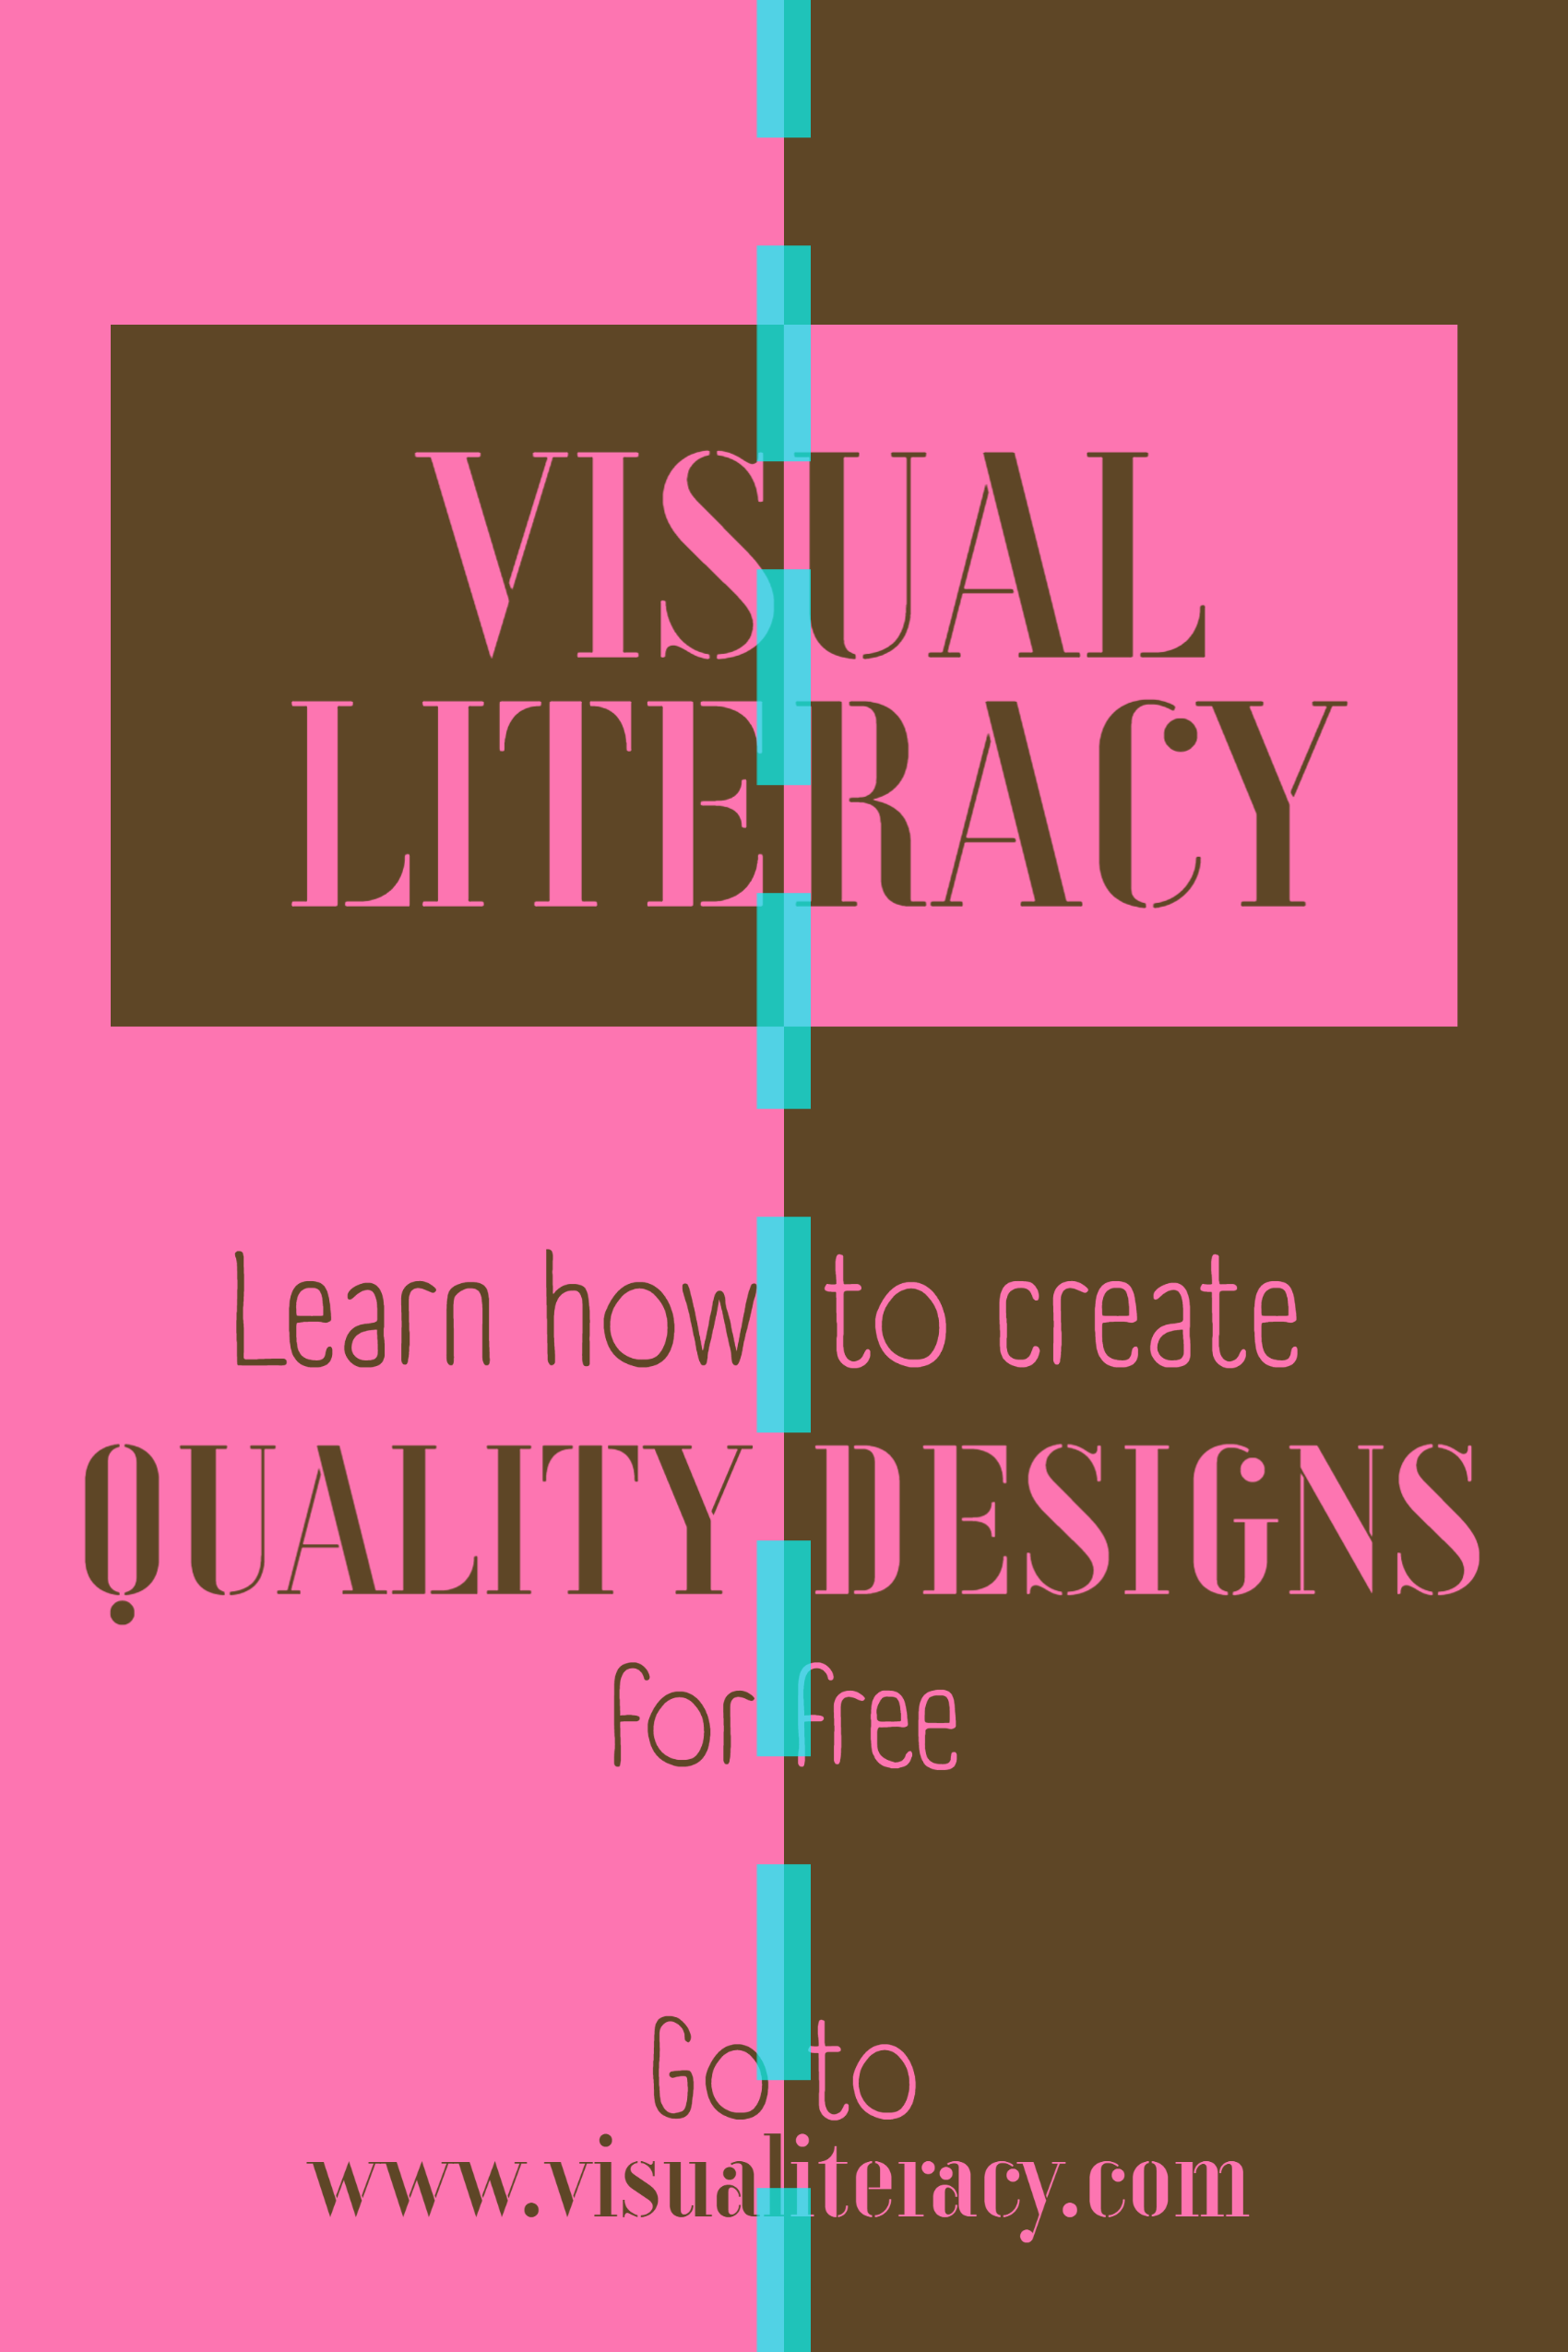 VISUAL
LITERACY
Learn how to create
QUALITY DESIGNS
for free
Go to
www.visualiteracy.com